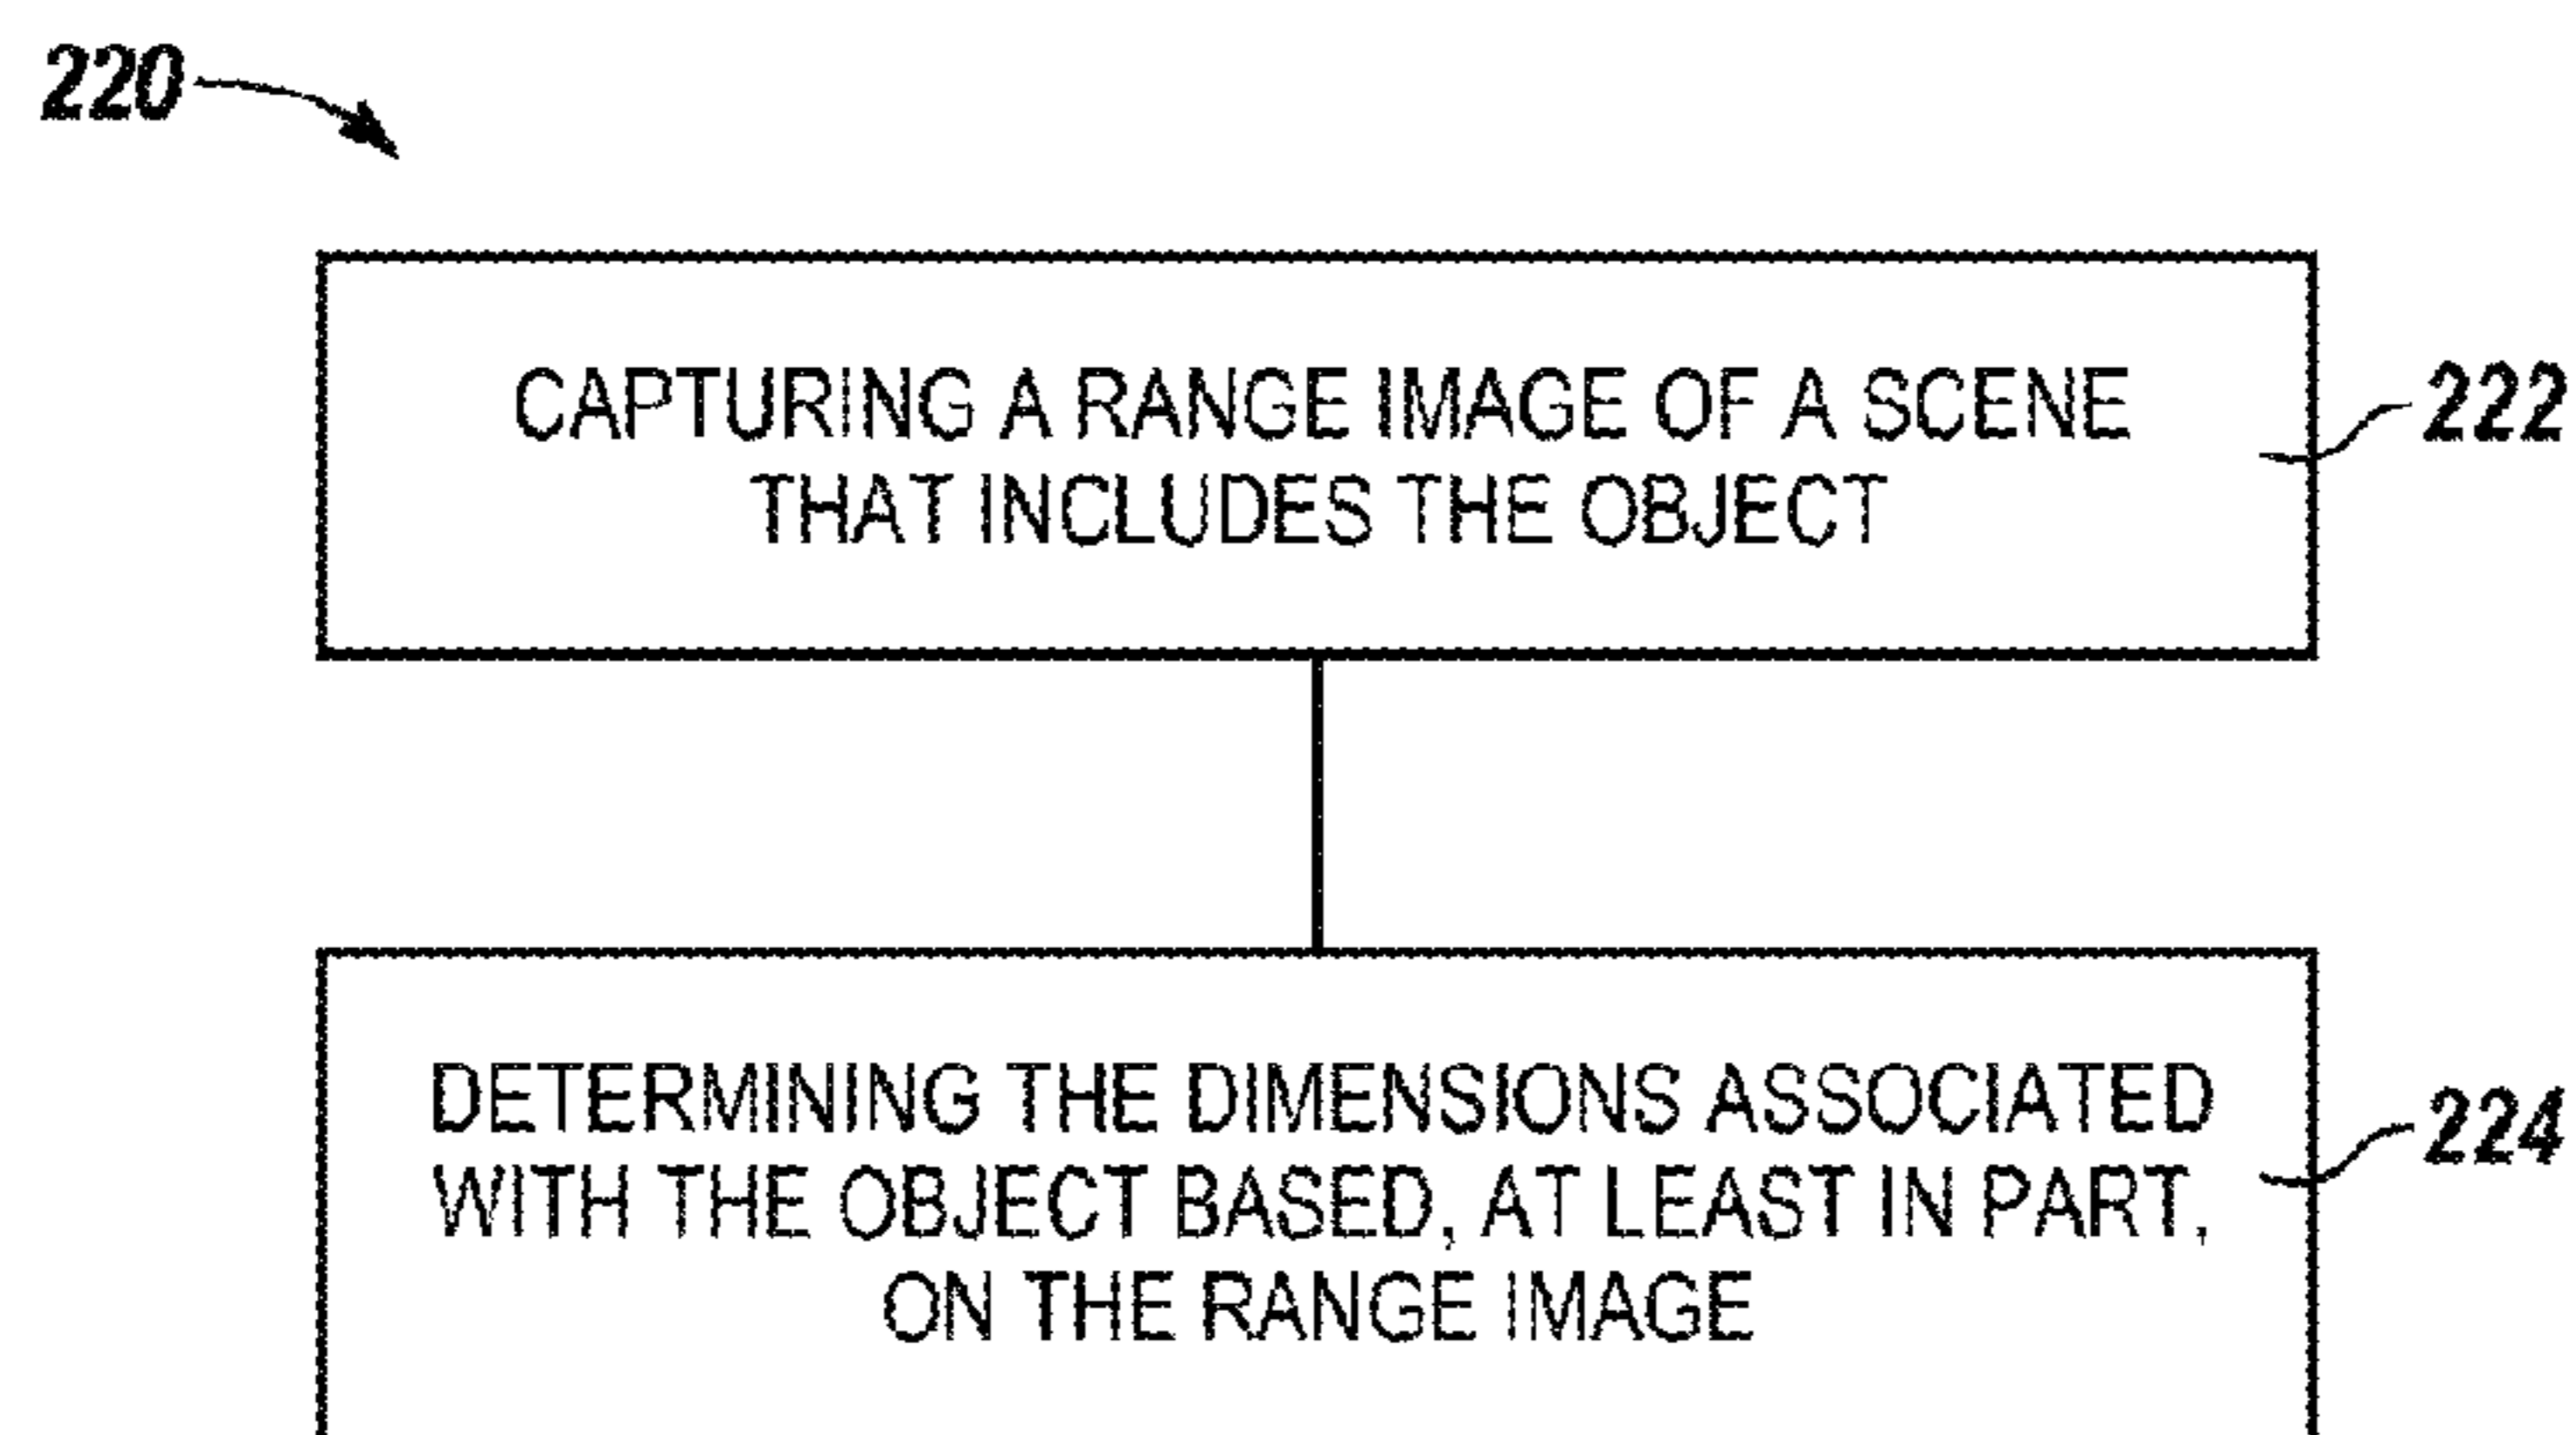 220
CAPTURING A RANGE IMAGE OF A SCENE
THAT INCLUDES THE OBJECT
222
DETERMINING THE DIMENSIONS ASSOCIATED
WITH THE OBJECT BASED, AT LEAST IN PART,
ON THE RANGE IMAGE
224